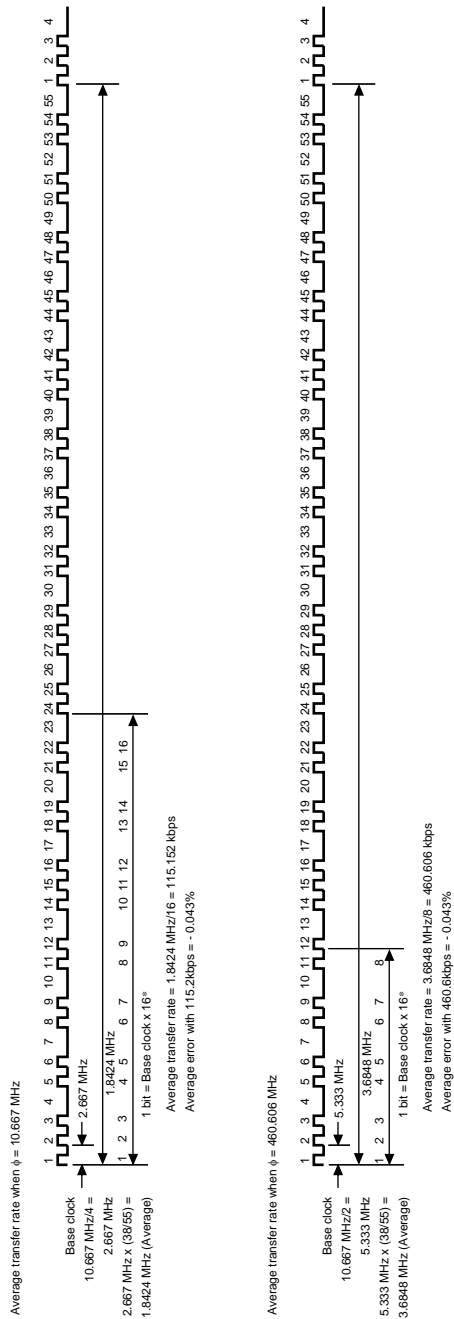 Average transfer rate when ϕ = 10.667 MHz
1 2 3 4 5 6 7 8 9 10 11 12 13 14 15 16 17 18 19 20 21 22 23 24 25 26 27 28 29 30 31 32 33 34 35 36 37 38 39 40 41 42 43 44 45 46 47 48 49 50 51 52 53 54 55 1 2 3 4
Base clock
10.667 MHz/4 =
2.667 MHz
2.667 MHz
2.667 MHz x (38/55) =
1.8424 MHz (Average)
1.8424 MHz
1 2 3 4 5 6 7 8 9 10 11 12 13 14 15 16
1 bit = Base clock x 16*
Average transfer rate = 1.8424 MHz/16 = 115.152 kbps
Average error with 115.2kbps = - 0.043%
Average transfer rate when ϕ = 460.606 MHz
1 2 3 4 5 6 7 8 9 10 11 12 13 14 15 16 17 18 19 20 21 22 23 24 25 26 27 28 29 30 31 32 33 34 35 36 37 38 39 40 41 42 43 44 45 46 47 48 49 50 51 52 53 54 55 1 2 3 4
Base clock
10.667 MHz/2 =
5.333 MHz
5.333 MHz
5.333 MHz x (38/55) =
3.6848 MHz (Average)
3.6848 MHz
1 2 3 4 5 6 7 8
1 bit = Base clock x 16*
Average transfer rate = 3.6848 MHz/8 = 460.606 kbps
Average error with 460.6kbps = - 0.043%